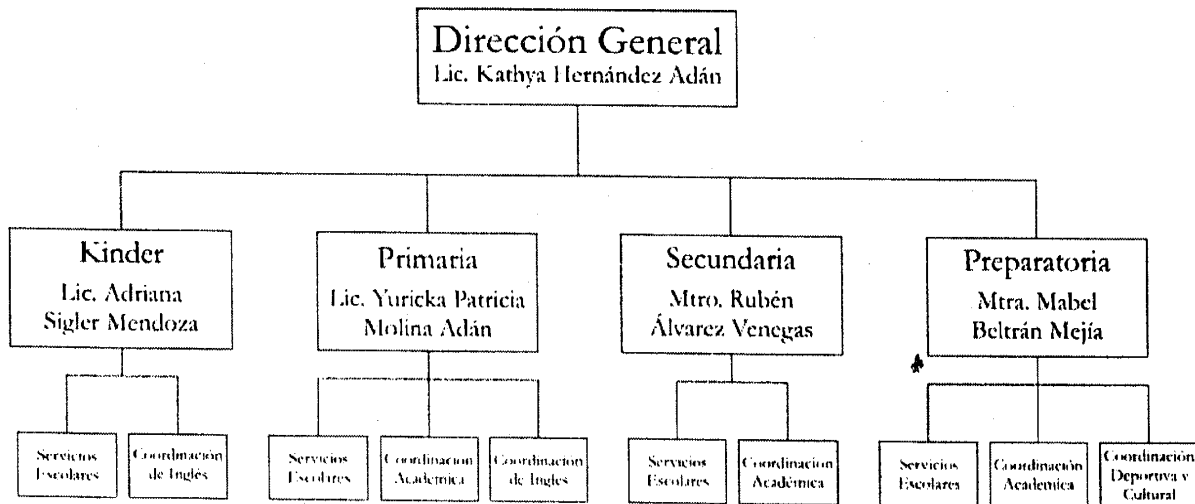 Dirección General
Lic. Kathya Hernández Adán
Kinder
Lic. Adriana
Sigler Mendoza
Primaria
Lic. Yuricka Patricia
Molina Adán
Secundaria
Mtro. Rubén
Álvarez Venegas
Preparatoria
Mtra. Mabel
Beltrán Mejía
Servicios
Escolares
Coordinación
de Inglés
Servicios
Escolares
Coordinacion
Academica
Coordinación
de Ingles
Servicios
Escolares
Coordinacion
Académica
Servicios
Escolares
Coordinación
Academica
Coordinación
Deportiva y
Cultural